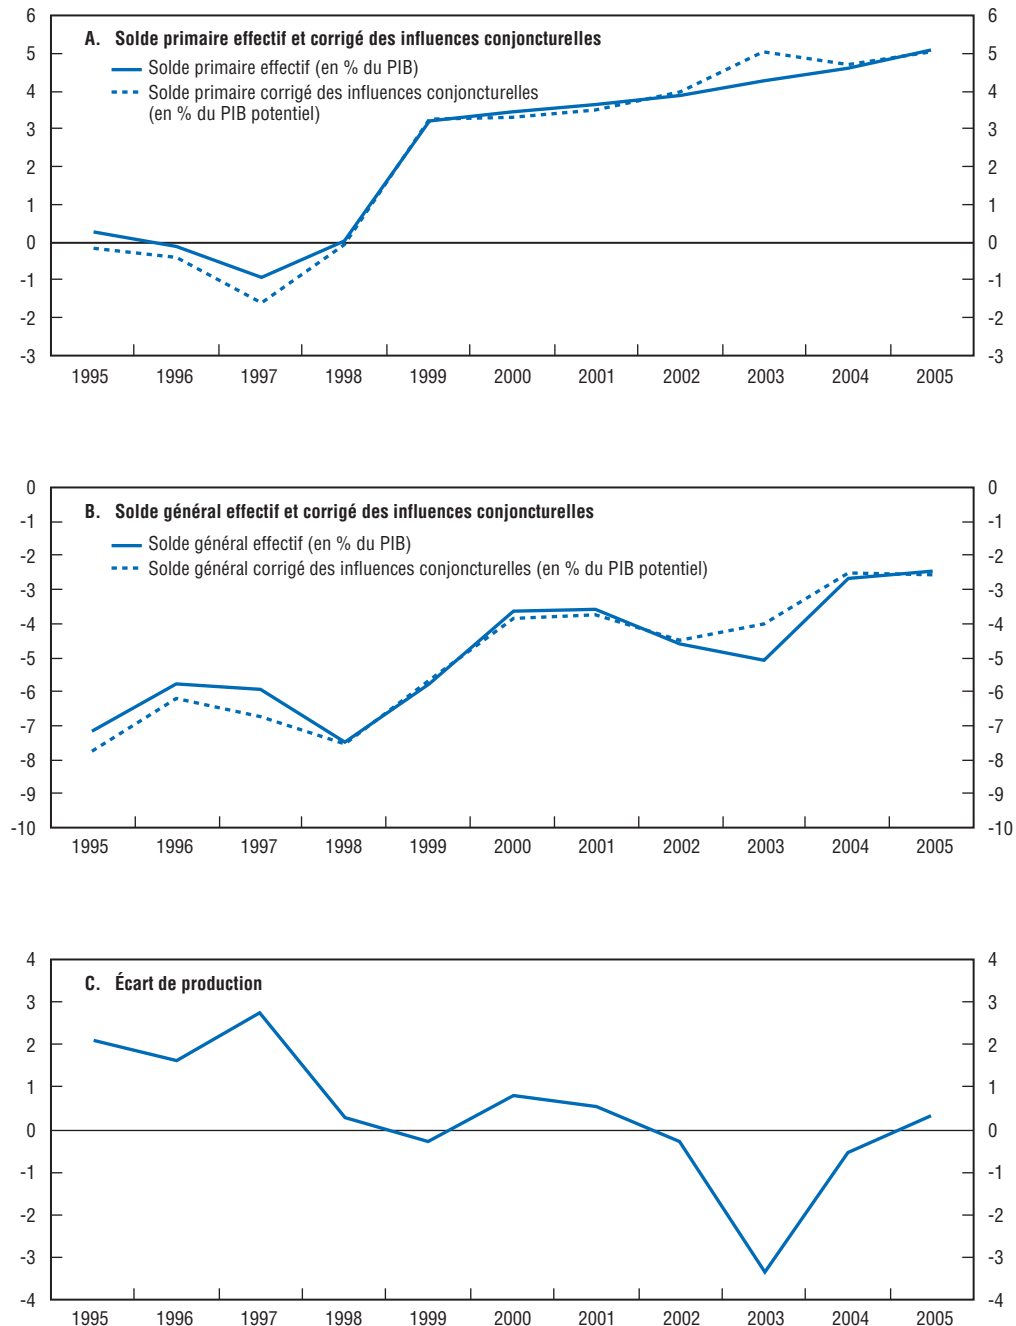 A. Solde primaire effectif et corrigé des influences conjoncturelles
Solde primaire effectif (en % du PIB)
Solde primaire corrigé des influences conjoncturelles
(en % du PIB potentiel)
6 6
5 5
4 4
3 3
2 2
1 1
0 0
-1 -1
-2 -2
-3 -3
1995 1996 1997 1998 1999 2000 2001 2002 2003 2004 2005
B. Solde général effectif et corrigé des influences conjoncturelles
Solde général effectif (en % du PIB)
Solde général corrigé des influences conjoncturelles (en % du PIB potentiel)
0 0
-1 -1
-2 -2
-3 -3
-4 -4
-5 -5
-6 -6
-7 -7
-8 -8
-9 -9
-10 -10
1995 1996 1997 1998 1999 2000 2001 2002 2003 2004 2005
C. Écart de production
4 4
3 3
2 2
1 1
0 0
-1 -1
-2 -2
-3 -3
-4 -4
1995 1996 1997 1998 1999 2000 2001 2002 2003 2004 2005